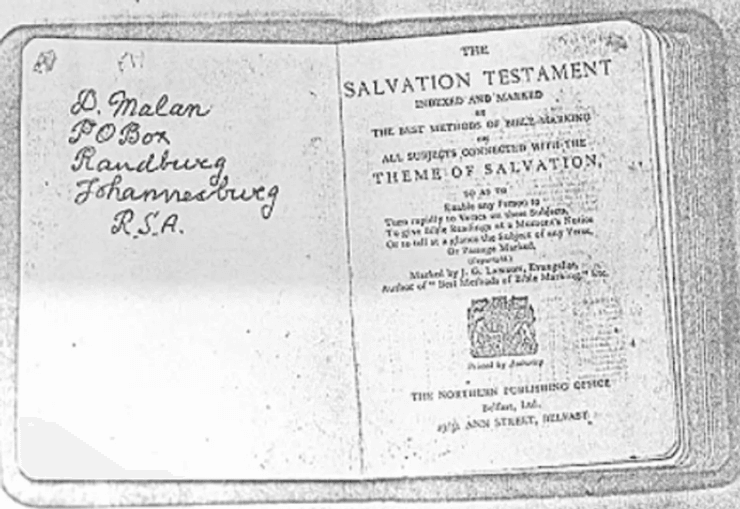 D. Malan
P O Box
Randburg
Johannesburg
R.S.A.
THE
SALVATION TESTAMENT
INDEXED AND MARKED
BY
THE BEST METHODS OF BIBLE-MARKING
ON
ALL SUBJECTS CONNECTED WITH THE
THEME OF SALVATION,
SO AS TO
Enable any Person to
Turn rapidly to Verses on these Subjects,
To give Bible Readings at a Moment's Notice
Or to tell at a glance the Subject of any Verse,
Or Passage Marked,
(Copyright.)
Marked by J. G. Lawson, Evangelist,
Author of "Best Methods of Bible Marking," Etc.
Printed by Authority
THE NORTHERN PUBLISHING OFFICE
Belfast, Ltd.,
ANN STREET, BELFAST.